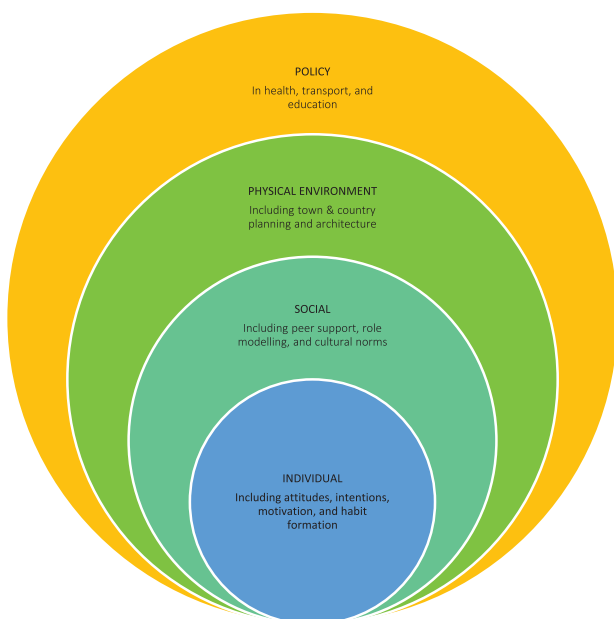 POLICY
In health, transport, and
education
PHYSICAL ENVIRONMENT
Including town & country
planning and architecture
SOCIAL
Including peer support, role
modelling, and cultural norms
INDIVIDUAL
Including attitudes, intentions,
motivation, and habit
formation